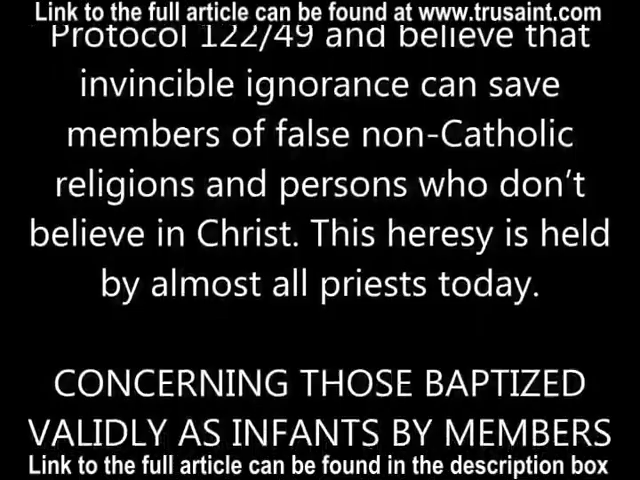 Link to the full article can be found at www.trusaint.com
Protocol 122/49 and believe that
invincible ignorance can save
members of false non-Catholic
religions and persons who don't
believe in Christ. This heresy is held
by almost all priests today.
CONCERNING THOSE BAPTIZED
VALIDLY AS INFANTS BY MEMBERS
Link to the full article can be found in the description box